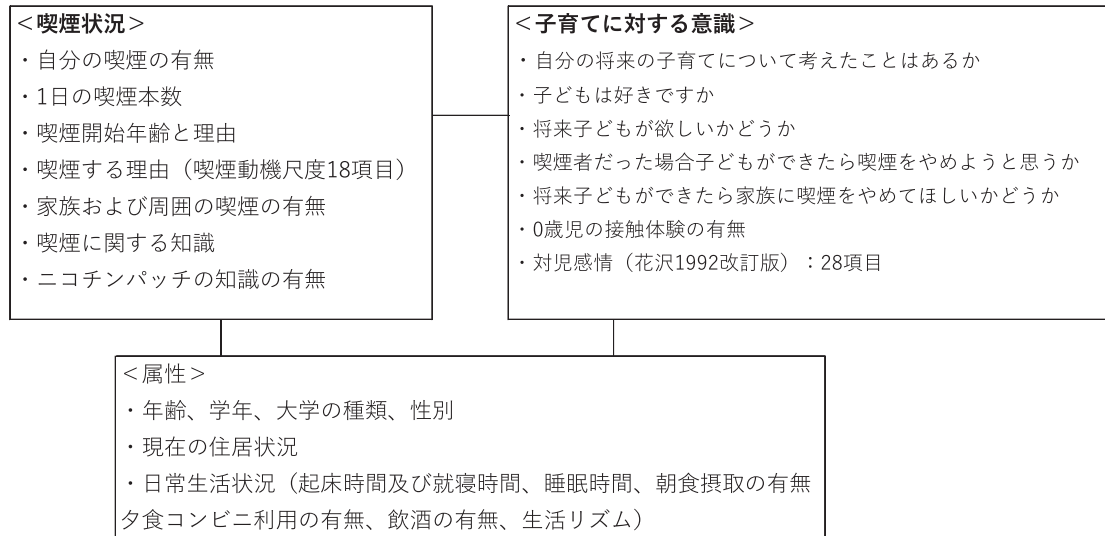 ＜喫煙状況＞
・自分の喫煙の有無
・1日の喫煙本数
・喫煙開始年齢と理由
・喫煙する理由（喫煙動機尺度18項目）
・家族および周囲の喫煙の有無
・喫煙に関する知識
・ニコチンパッチの知識の有無
＜子育てに対する意識＞
・自分の将来の子育てについて考えたことはあるか
・子どもは好きですか
・将来子どもが欲しいかどうか
・喫煙者だった場合子どもができたら喫煙をやめようと思うか
・将来子どもができたら家族に喫煙をやめてほしいかどうか
・0歳児の接触体験の有無
・対児感情（花沢1992改訂版）：28項目
＜属性＞
・年齢、学年、大学の種類、性別
・現在の住居状況
・日常生活状況（起床時間及び就寝時間、睡眠時間、朝食摂取の有無
夕食コンビニ利用の有無、飲酒の有無、生活リズム）